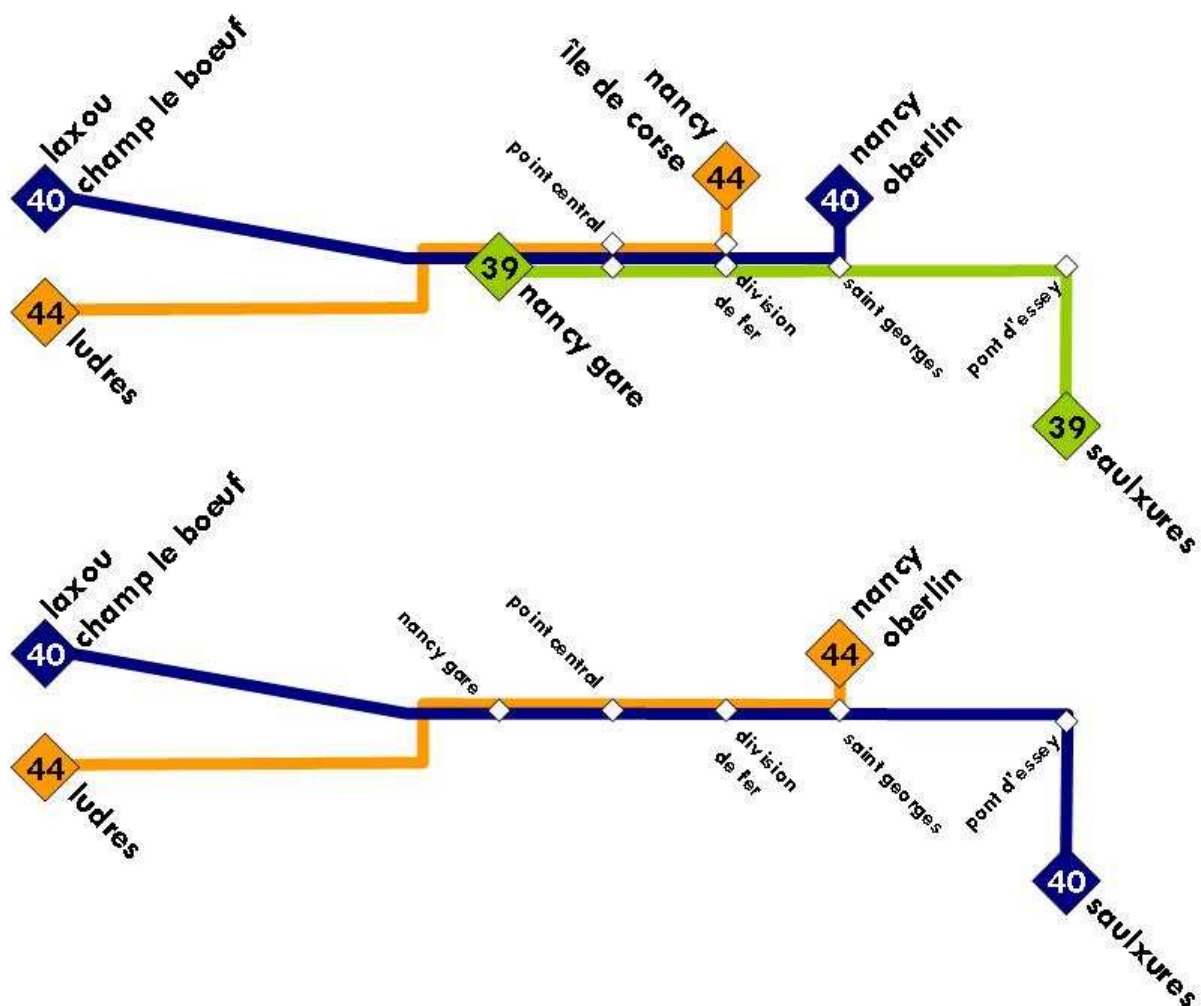 laxou
champ le boeuf
40
44
ludres
39
nancy gare
point central
nancy
île de corse
44
division
de fer
nancy
oberlin
40
saint georges
pont d'essey
39
saulxures
laxou
champ le boeuf
40
44
ludres
nancy gare
point central
division
de fer
nancy
oberlin
44
saint georges
pont d'essey
40
saulxures